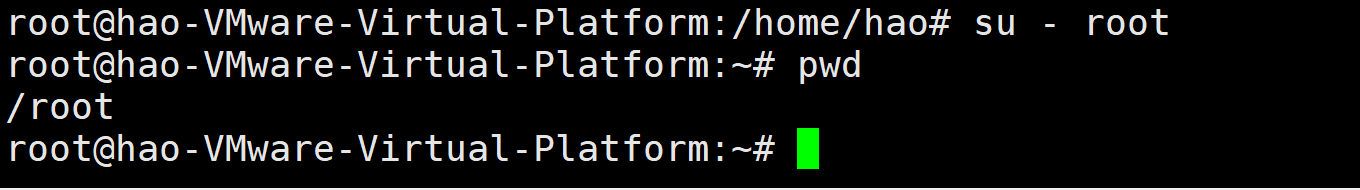 root@hao-VMware-Virtual-Platform:/home/hao# su - root
root@hao-VMware-Virtual-Platform:~# pwd
/root
root@hao-VMware-Virtual-Platform:~#